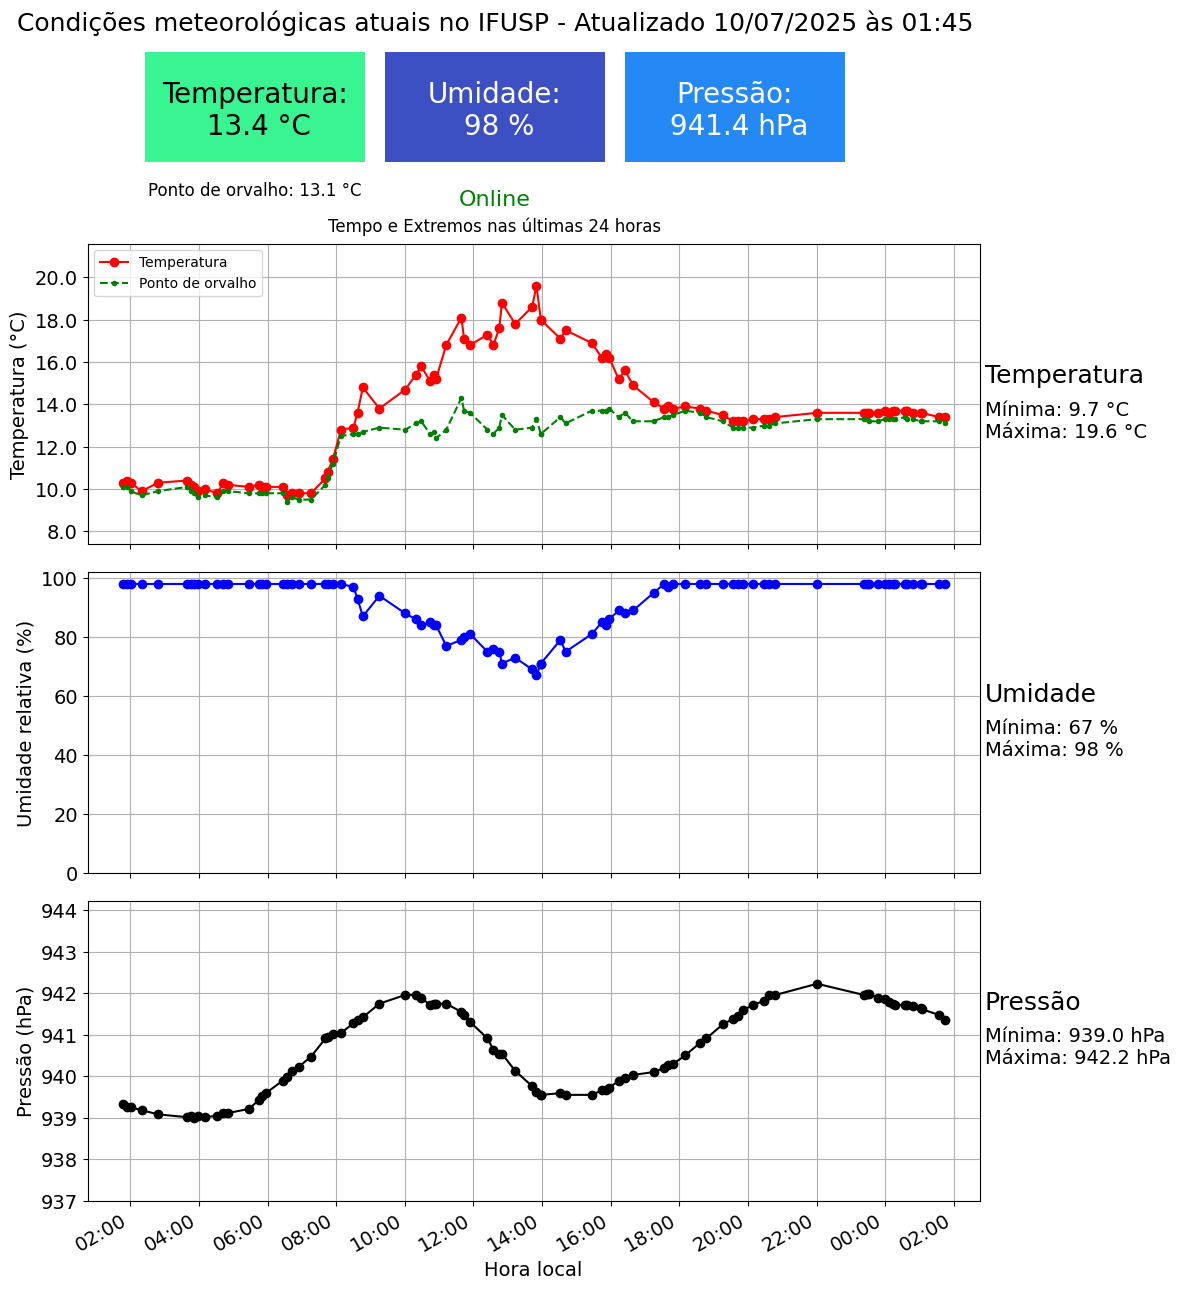 Condições meteorológicas atuais no IFUSP - Atualizado 10/07/2025 às 01:45
Temperatura:
13.4 °C
Umidade:
98 %
Pressão:
941.4 hPa
Ponto de orvalho: 13.1 °C
Online
Tempo e Extremos nas últimas 24 horas
Temperatura
Ponto de orvalho
Temperatura (°C)
20.0
18.0
16.0
14.0
12.0
10.0
8.0
Temperatura
Mínima: 9.7 °C
Máxima: 19.6 °C
Umidade relativa (%)
100
80
60
40
20
0
Umidade
Mínima: 67 %
Máxima: 98 %
Pressão (hPa)
944
943
942
941
940
939
938
937
Pressão
Mínima: 939.0 hPa
Máxima: 942.2 hPa
02:00 04:00 06:00 08:00 10:00 12:00 14:00 16:00 18:00 20:00 22:00 00:00 02:00
Hora local